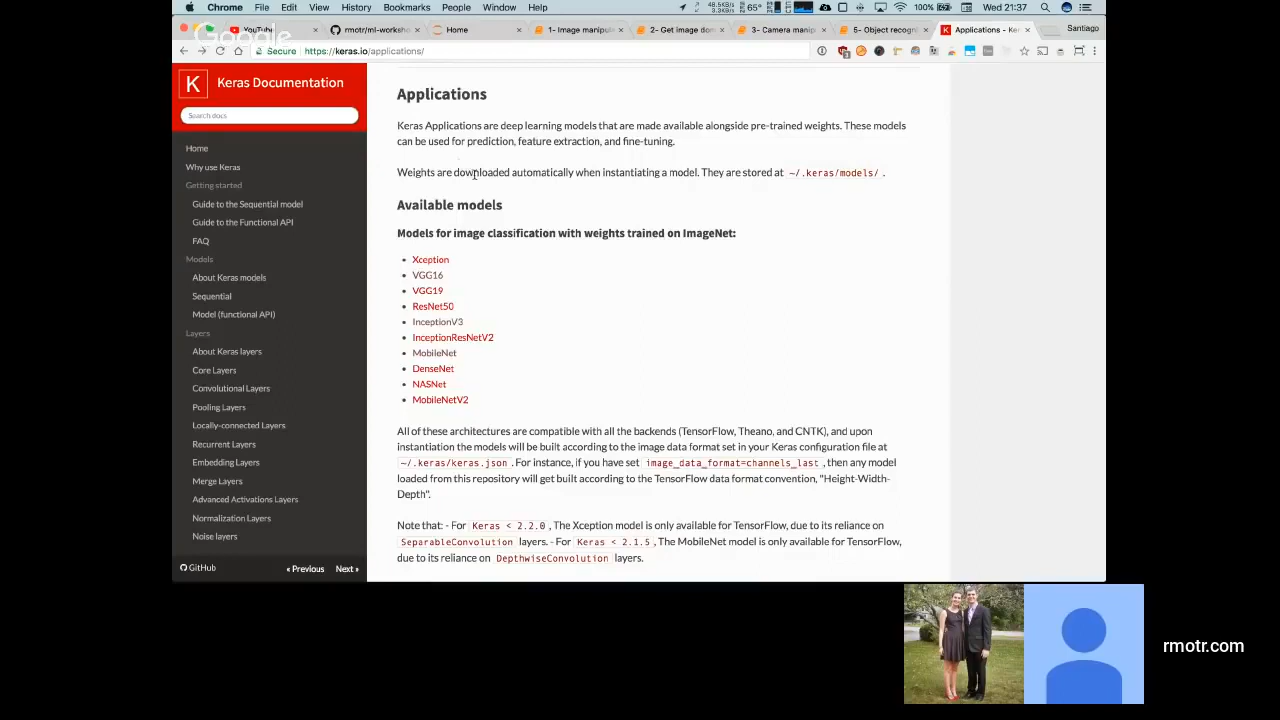 Chrome File Edit View History Bookmarks People Window Help
48.5KB/s 65° 100% Wed 21:37
YouTube rmotr/ml-worksho Home 1- Image manipul 2- Get image dom 3- Camera manip 5- Object recogni Applications - Ker Santiago
Google
Secure https://keras.io/applications/
K Keras Documentation
Search docs
Home
Why use Keras
Getting started
Guide to the Sequential model
Guide to the Functional API
FAQ
Models
About Keras models
Sequential
Model (functional API)
Layers
About Keras layers
Core Layers
Convolutional Layers
Pooling Layers
Locally-connected Layers
Recurrent Layers
Embedding Layers
Merge Layers
Advanced Activations Layers
Normalization Layers
Noise layers
GitHub « Previous Next »
Applications
Keras Applications are deep learning models that are made available alongside pre-trained weights. These models
can be used for prediction, feature extraction, and fine-tuning.
Weights are downloaded automatically when instantiating a model. They are stored at ~/.keras/models/ .
Available models
Models for image classification with weights trained on ImageNet:
• Xception
• VGG16
• VGG19
• ResNet50
• InceptionV3
• InceptionResNetV2
• MobileNet
• DenseNet
• NASNet
• MobileNetV2
All of these architectures are compatible with all the backends (TensorFlow, Theano, and CNTK), and upon
instantiation the models will be built according to the image data format set in your Keras configuration file at
~/.keras/keras.json . For instance, if you have set image_data_format=channels_last , then any model
loaded from this repository will get built according to the TensorFlow data format convention, "Height-Width-
Depth".
Note that: - For Keras < 2.2.0 , The Xception model is only available for TensorFlow, due to its reliance on
SeparableConvolution layers. - For Keras < 2.1.5 , The MobileNet model is only available for TensorFlow,
due to its reliance on DepthwiseConvolution layers.
rmotr.com